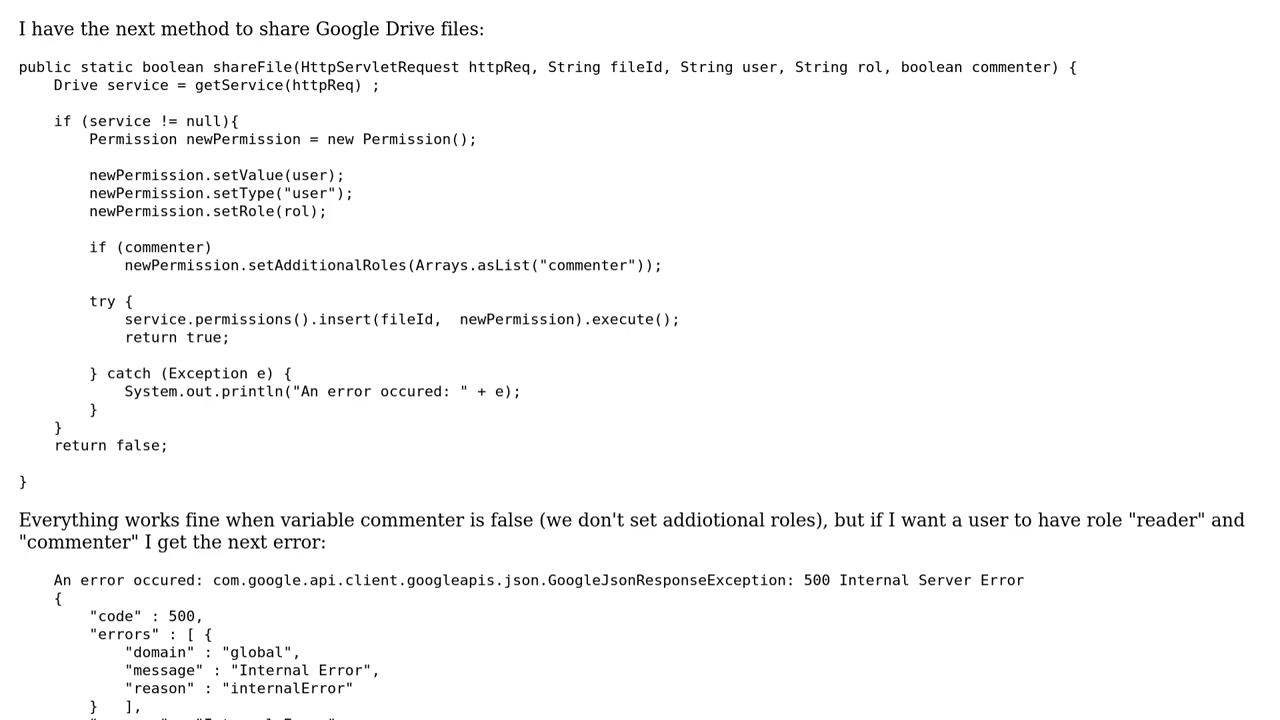 I have the next method to share Google Drive files:
public static boolean shareFile(HttpServletRequest httpReq, String fileId, String user, String rol, boolean commenter) {
    Drive service = getService(httpReq) ;
    if (service != null){
        Permission newPermission = new Permission();
        newPermission.setValue(user);
        newPermission.setType("user");
        newPermission.setRole(rol);
        if (commenter)
            newPermission.setAdditionalRoles(Arrays.asList("commenter"));
        try {
            service.permissions().insert(fileId,  newPermission).execute();
            return true;
        } catch (Exception e) {
            System.out.println("An error occured: " + e);
        }
    }
    return false;
}
Everything works fine when variable commenter is false (we don't set addiotional roles), but if I want a user to have role "reader" and
"commenter" I get the next error:
    An error occured: com.google.api.client.googleapis.json.GoogleJsonResponseException: 500 Internal Server Error
    {
        "code" : 500,
        "errors" : [ {
            "domain" : "global",
            "message" : "Internal Error",
            "reason" : "internalError"
        }   ],